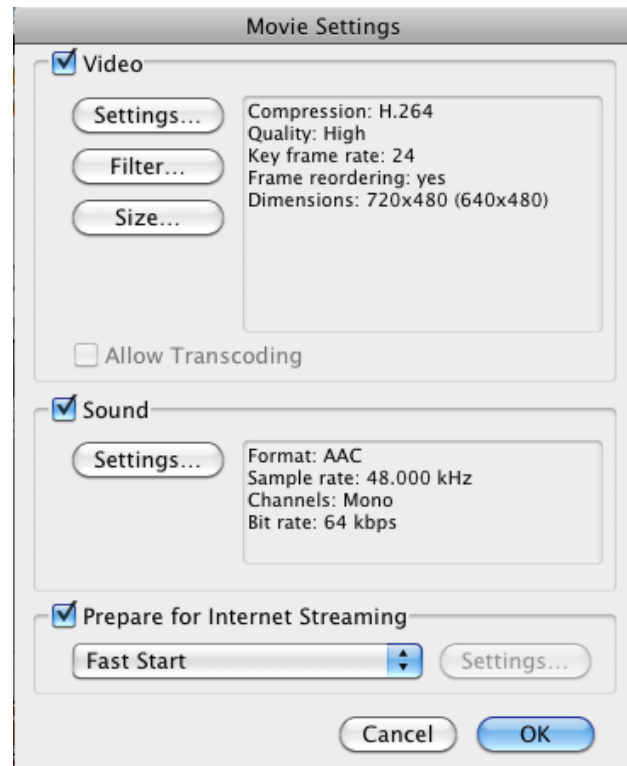 Movie Settings
Video
Settings...
Filter...
Size...
Compression: H.264
Quality: High
Key frame rate: 24
Frame reordering: yes
Dimensions: 720x480 (640x480)
Allow Transcoding
Sound
Settings...
Format: AAC
Sample rate: 48.000 kHz
Channels: Mono
Bit rate: 64 kbps
Prepare for Internet Streaming
Fast Start
Settings...
Cancel
OK